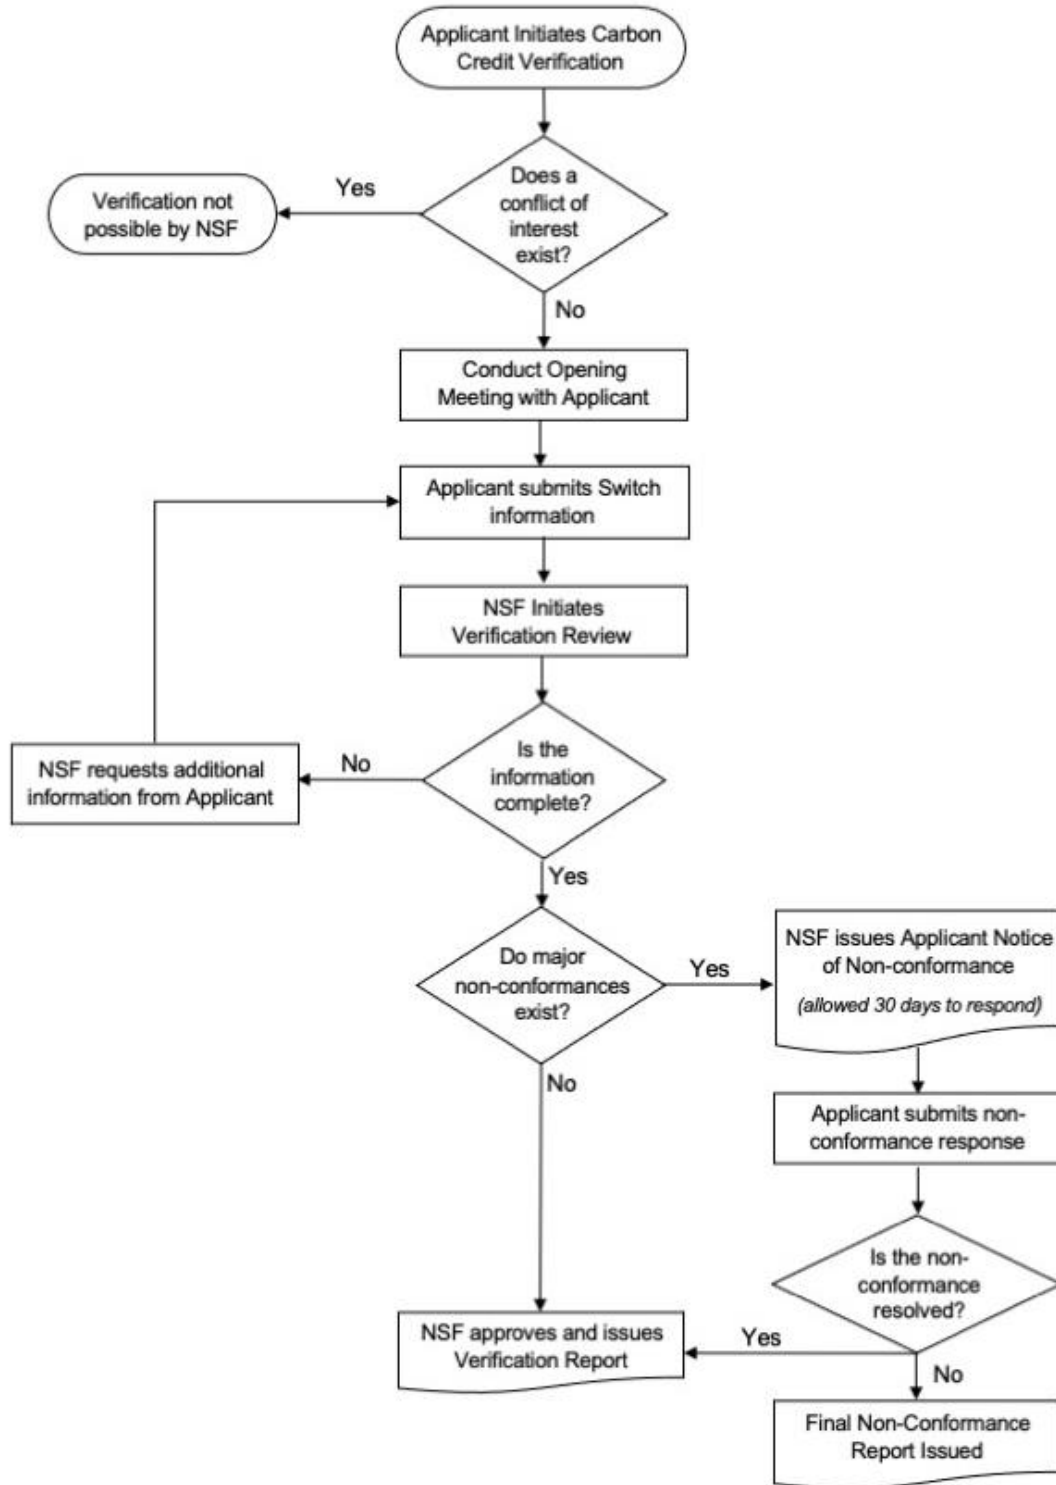 Applicant Initiates Carbon
Credit Verification
Does a
conflict of
interest
exist?
Yes
Verification not
possible by NSF
No
Conduct Opening
Meeting with Applicant
Applicant submits Switch
information
NSF Initiates
Verification Review
Is the
information
complete?
No
NSF requests additional
information from Applicant
Yes
Do major
non-conformances
exist?
Yes
NSF issues Applicant Notice
of Non-conformance
(allowed 30 days to respond)
No
Applicant submits non-
conformance response
Is the non-
conformance
resolved?
Yes
NSF approves and issues
Verification Report
No
Final Non-Conformance
Report Issued